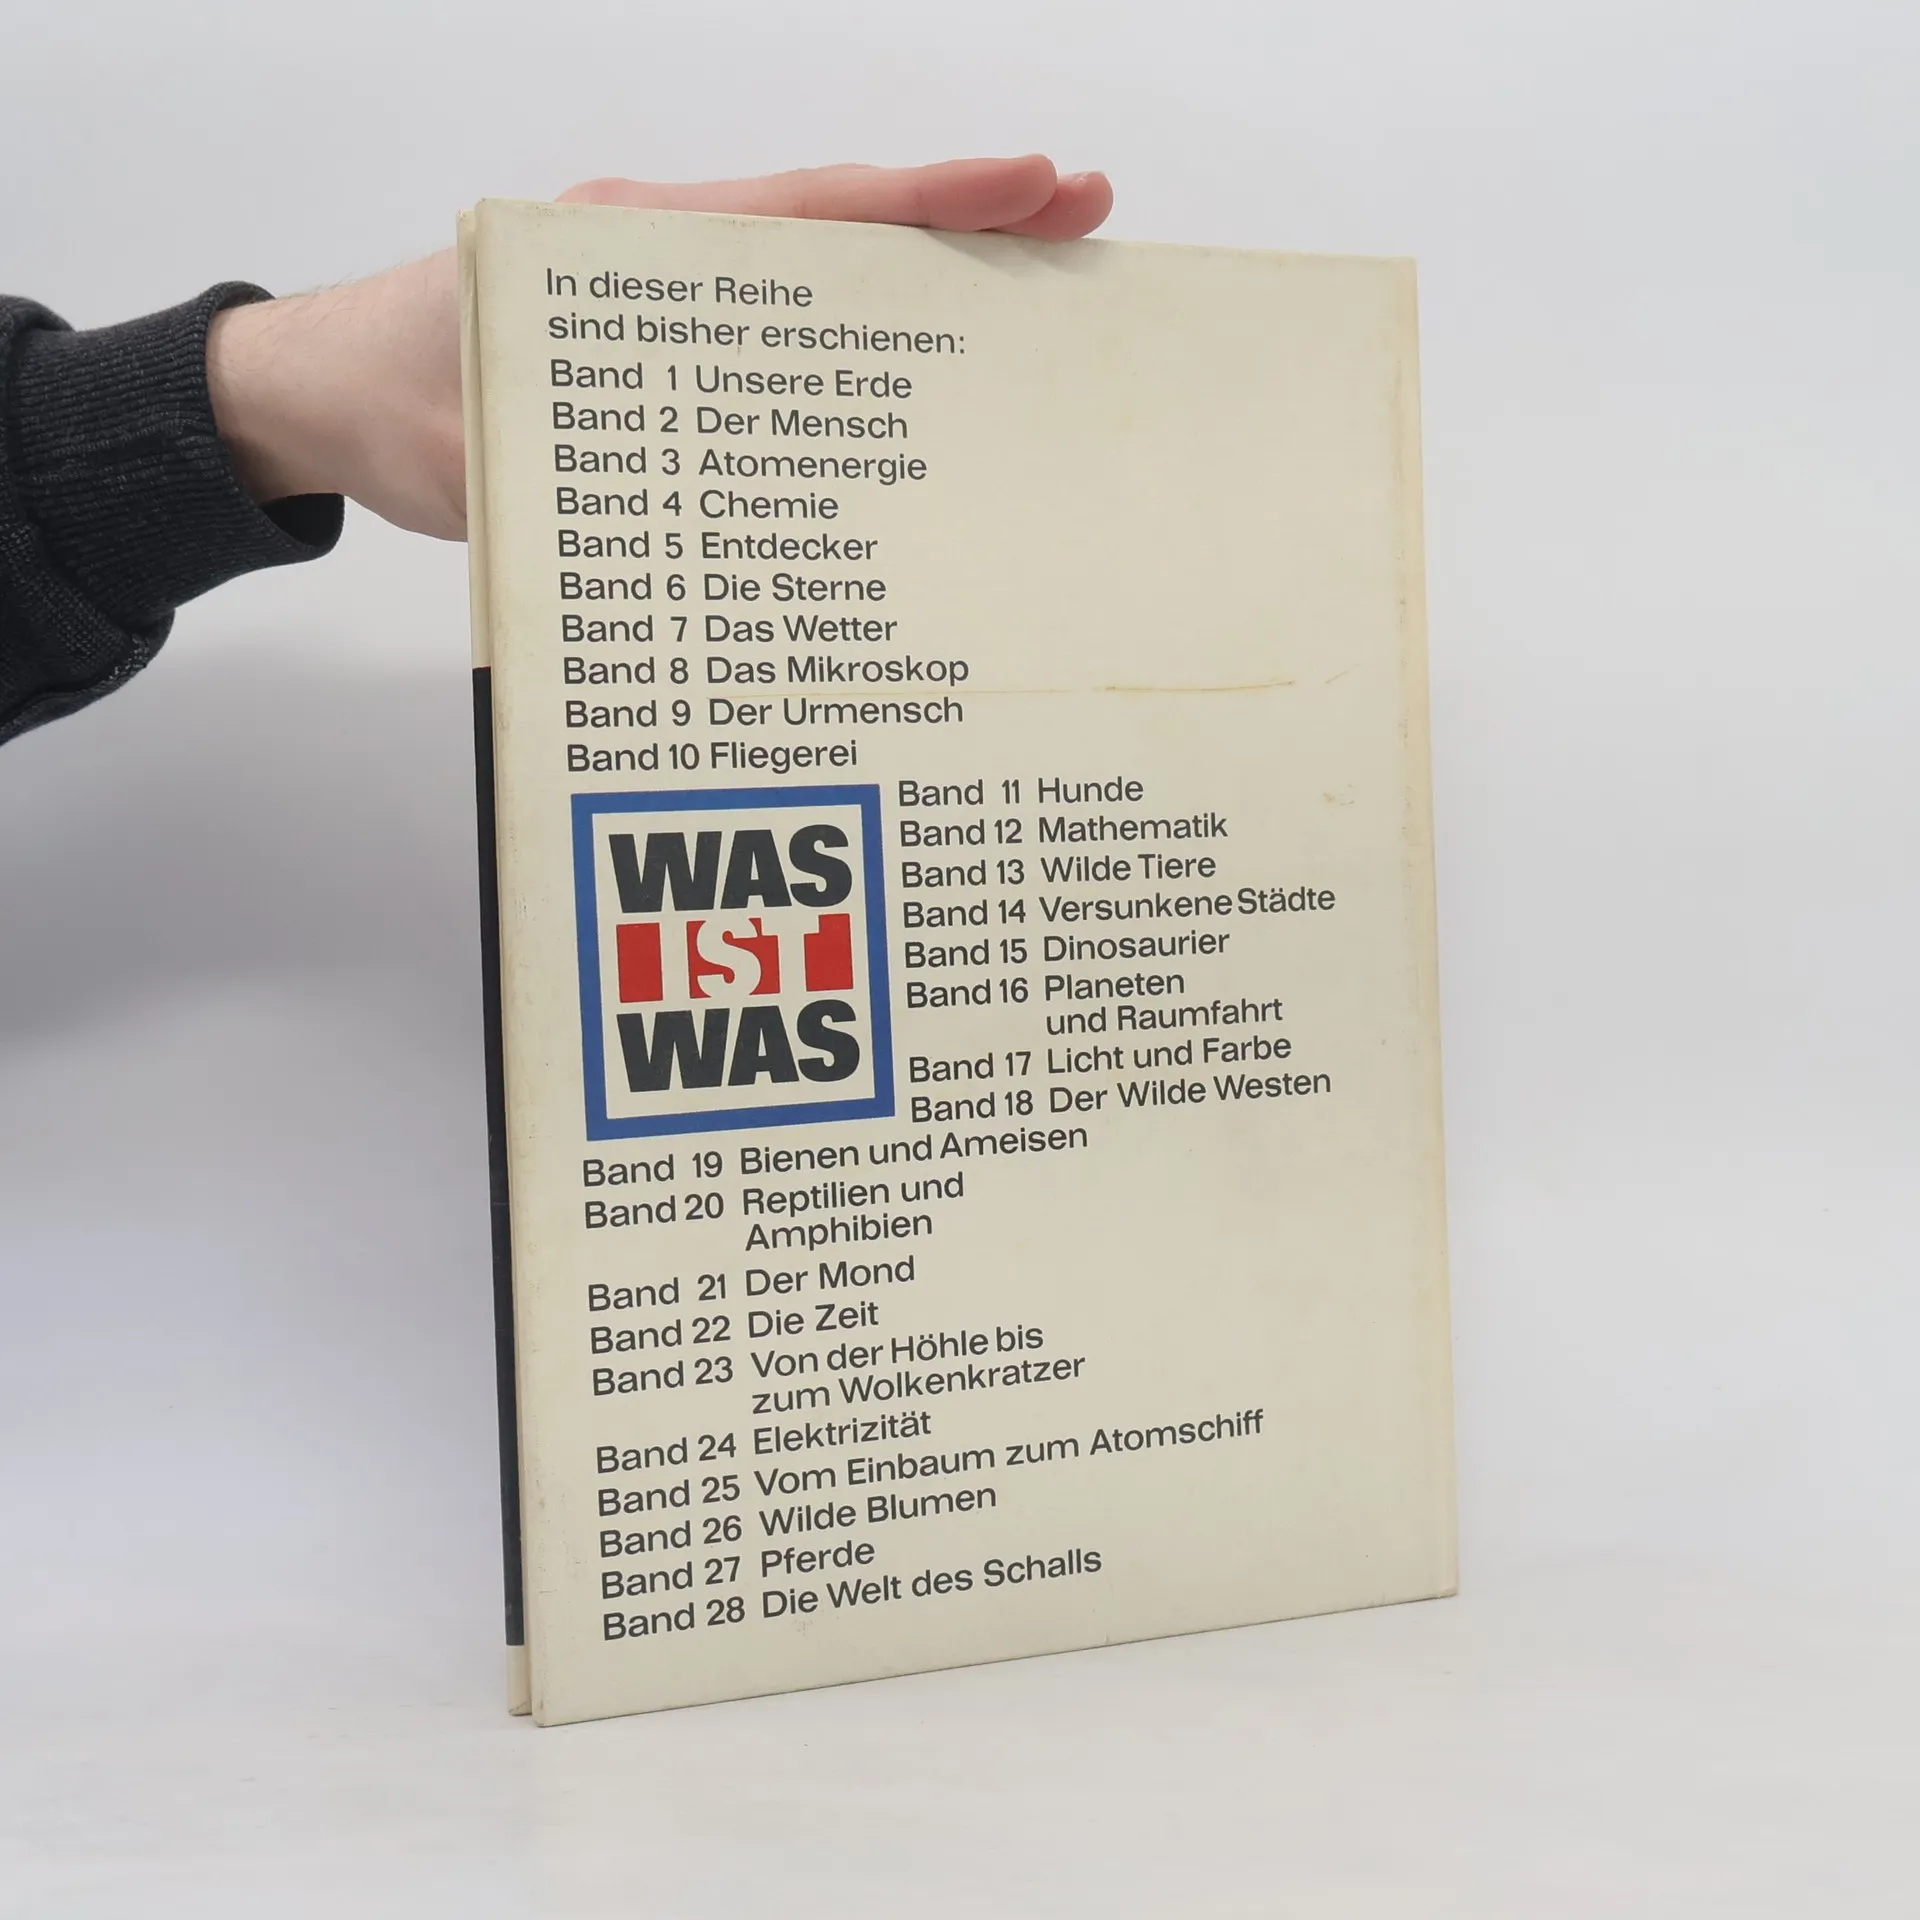 In dieser Reihe
sind bisher erschienen:
Band 1 Unsere Erde
Band 2 Der Mensch
Band 3 Atomenergie
Band 4 Chemie
Band 5 Entdecker
Band 6 Die Sterne
Band 7 Das Wetter
Band 8 Das Mikroskop
Band 9 Der Urmensch
Band 10 Fliegerei
WAS
IST
WAS
Band 11 Hunde
Band 12 Mathematik
Band 13 Wilde Tiere
Band 14 Versunkene Städte
Band 15 Dinosaurier
Band 16 Planeten
und Raumfahrt
Band 17 Licht und Farbe
Band 18 Der Wilde Westen
Band 19 Bienen und Ameisen
Band 20 Reptilien und
Amphibien
Band 21 Der Mond
Band 22 Die Zeit
Band 23 Von der Höhle bis
zum Wolkenkratzer
Band 24 Elektrizität
Band 25 Vom Einbaum zum Atomschiff
Band 26 Wilde Blumen
Band 27 Pferde
Band 28 Die Welt des Schalls